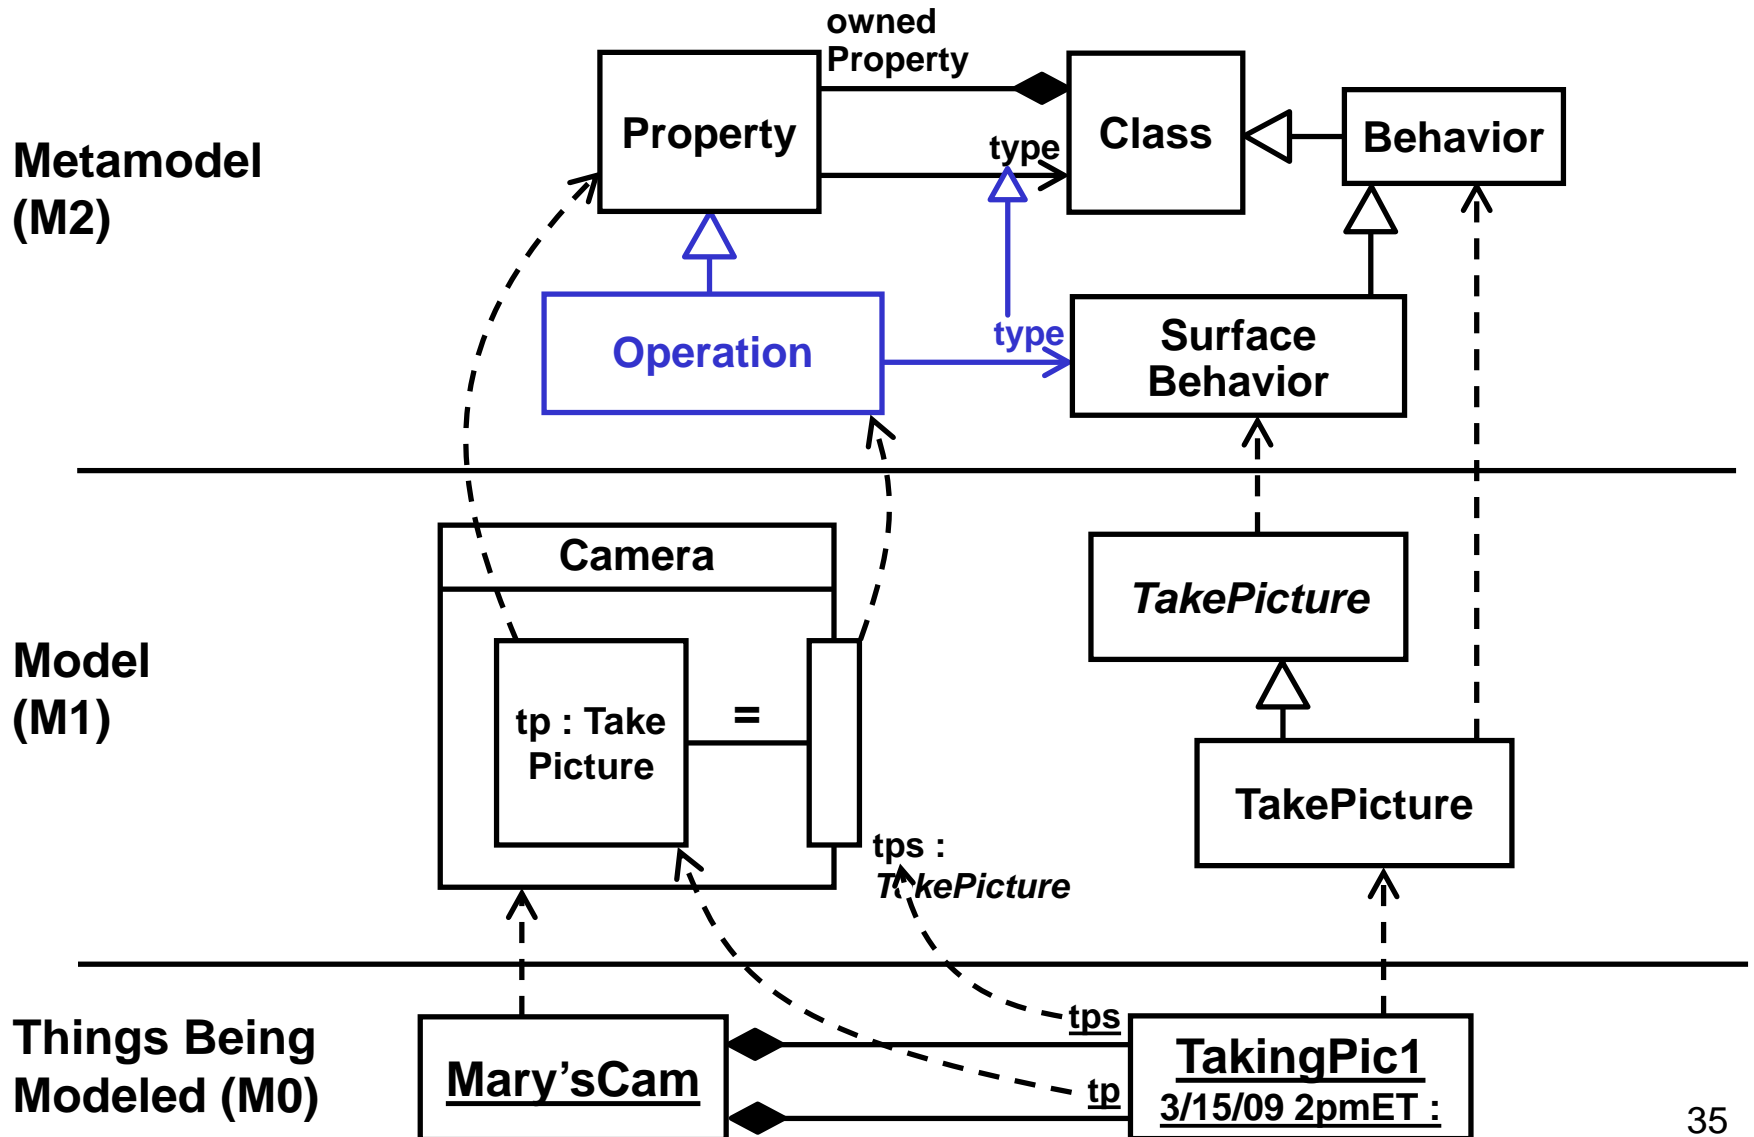 owned
Property
Property
Class
Behavior
type
Metamodel
(M2)
Operation
type
Surface
Behavior
Camera
TakePicture
Model
(M1)
tp : Take
Picture
=
TakePicture
tps :
TakePicture
Things Being
Modeled (M0)
Mary’sCam
tps
tp
TakingPic1
3/15/09 2pmET :
35